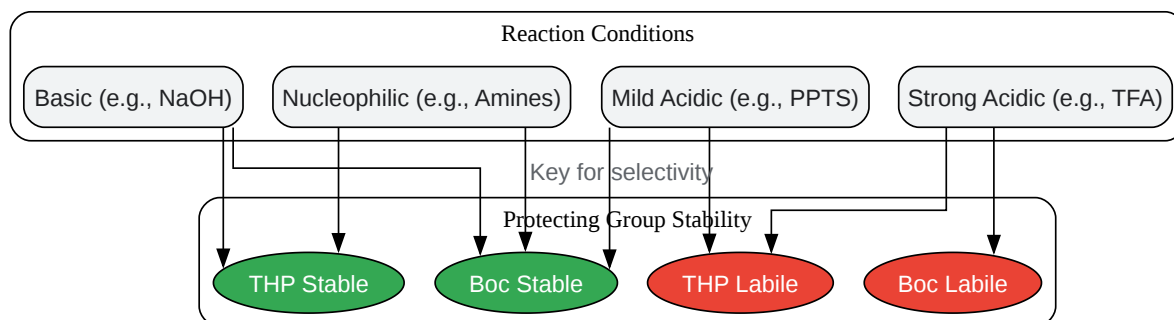 Reaction Conditions
Basic (e.g., NaOH)
Nucleophilic (e.g., Amines)
Mild Acidic (e.g., PPTS)
Strong Acidic (e.g., TFA)
Key for selectivity
Protecting Group Stability
THP Stable
Boc Stable
THP Labile
Boc Labile